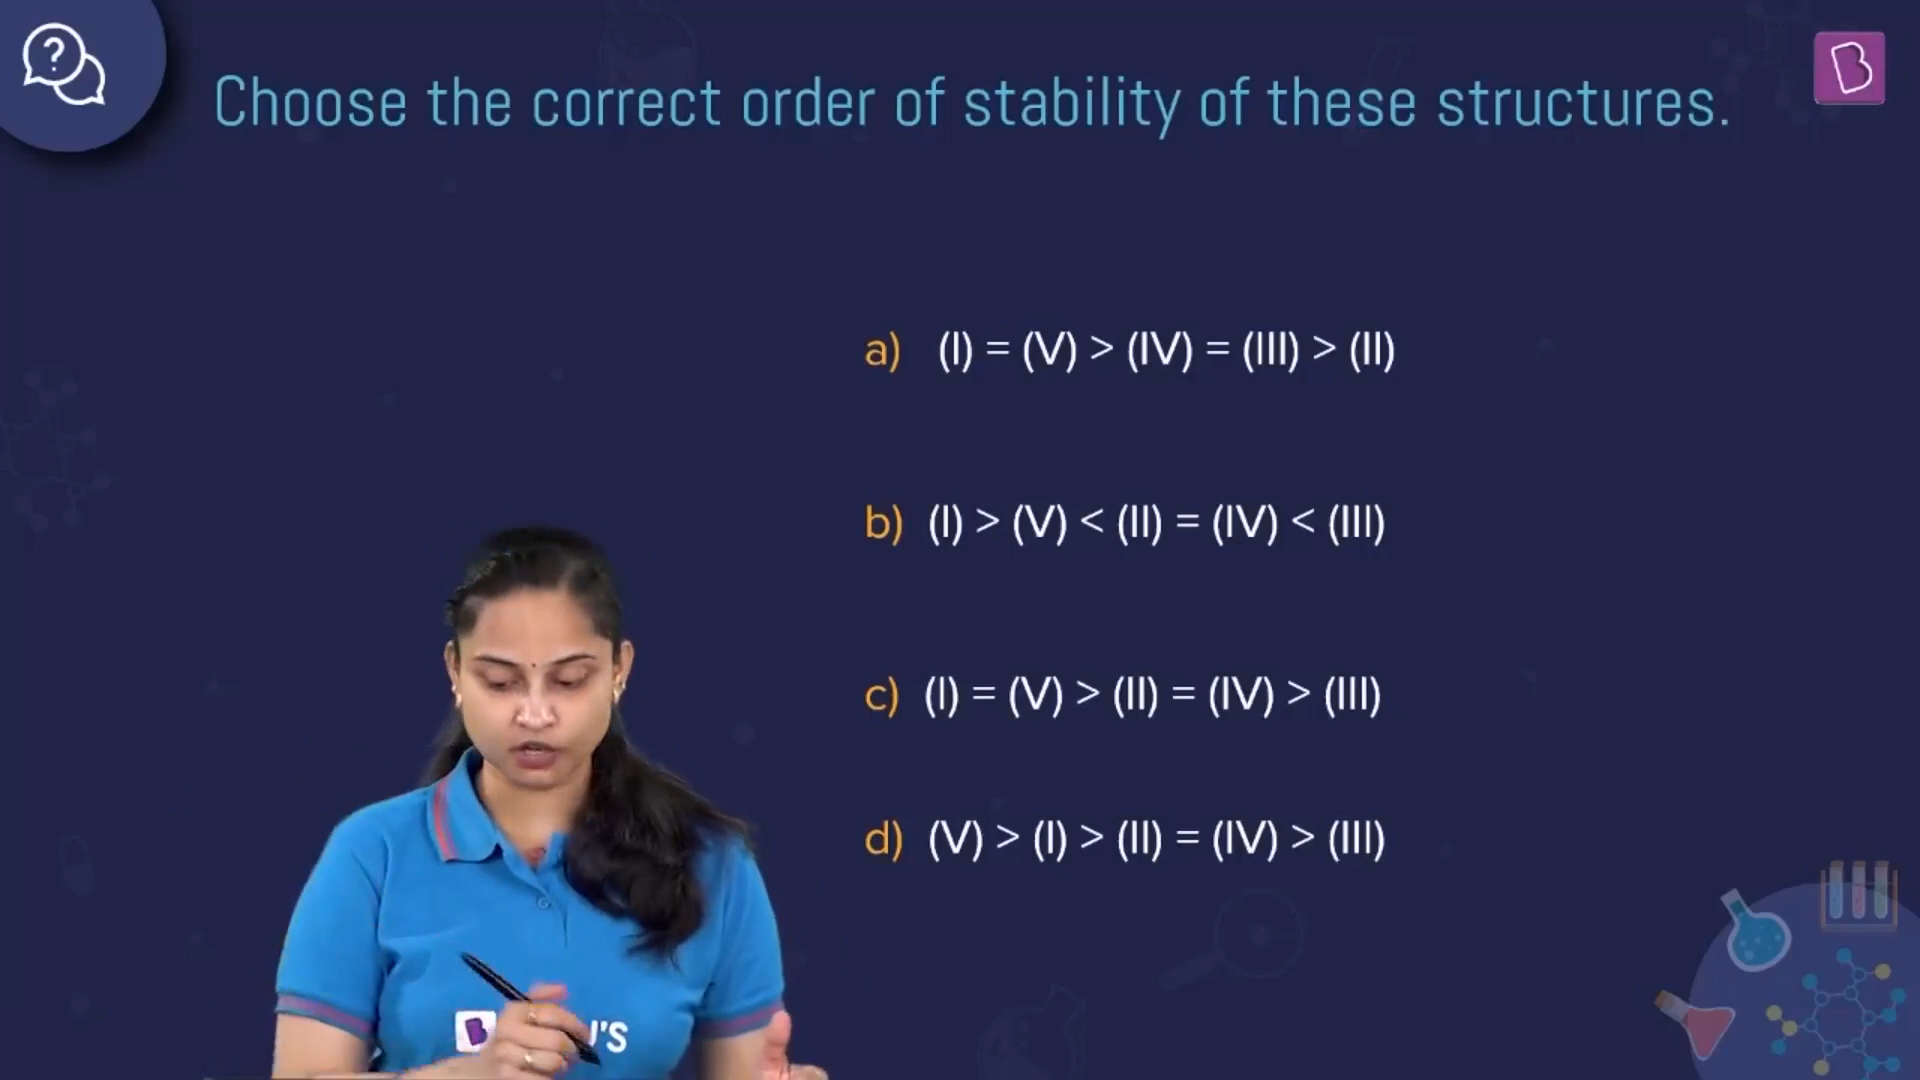 Choose the correct order of stability of these structures.
a) (I) = (V) > (IV) = (III) > (II)
b) (I) > (V) < (II) = (IV) < (III)
c) (I) = (V) > (II) = (IV) > (III)
d) (V) > (I) > (II) = (IV) > (III)